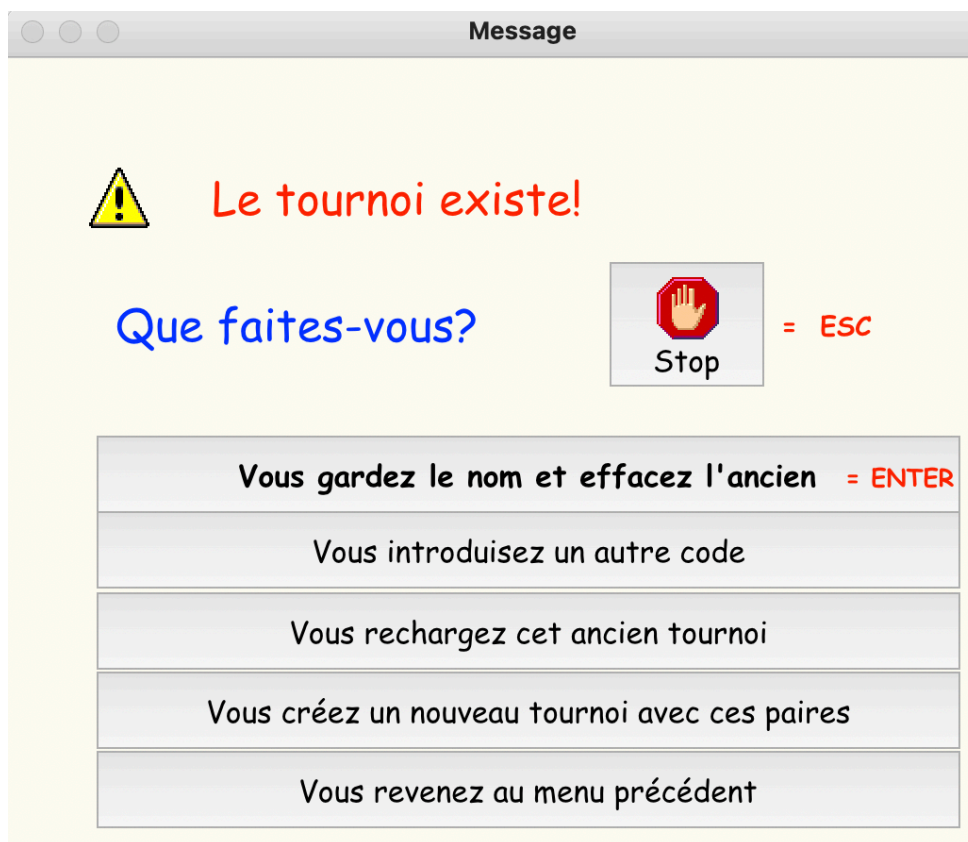 Message
Le tournoi existe!
Que faites-vous?
Stop
= ESC
Vous gardez le nom et effacez l'ancien = ENTER
Vous introduisez un autre code
Vous rechargez cet ancien tournoi
Vous créez un nouveau tournoi avec ces paires
Vous revenez au menu précédent